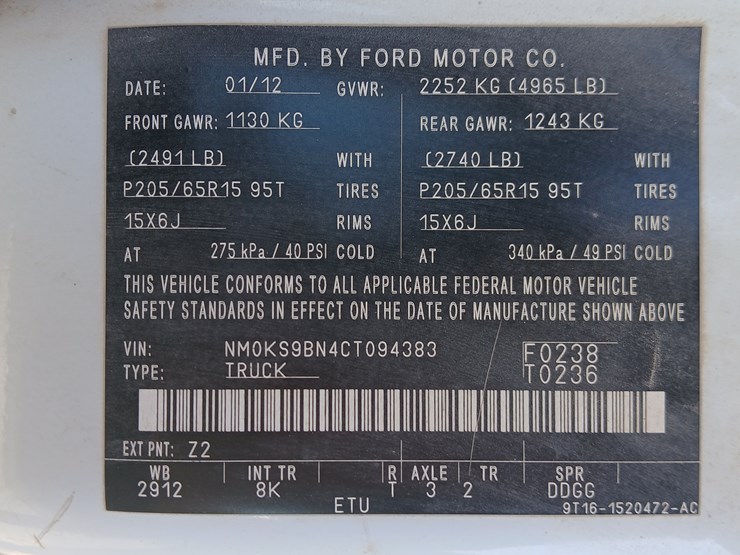 MFD. BY FORD MOTOR CO.
DATE: 01/12 GVWR: 2252 KG (4965 LB)
FRONT GAWR: 1130 KG REAR GAWR: 1243 KG
(2491 LB) WITH (2740 LB) WITH
P205/65R15 95T TIRES P205/65R15 95T TIRES
15X6J RIMS 15X6J RIMS
AT 275 kPa / 40 PSI COLD AT 340 kPa / 49 PSI COLD
THIS VEHICLE CONFORMS TO ALL APPLICABLE FEDERAL MOTOR VEHICLE
SAFETY STANDARDS IN EFFECT ON THE DATE OF MANUFACTURE SHOWN ABOVE
VIN: NM0KS9BN4CT094383 F0238
TYPE: TRUCK T0236
EXT PNT: Z2
WB INT TR R AXLE TR SPR
2912 8K T 3 2 DDGG
ETU 9T16-1520472-AC